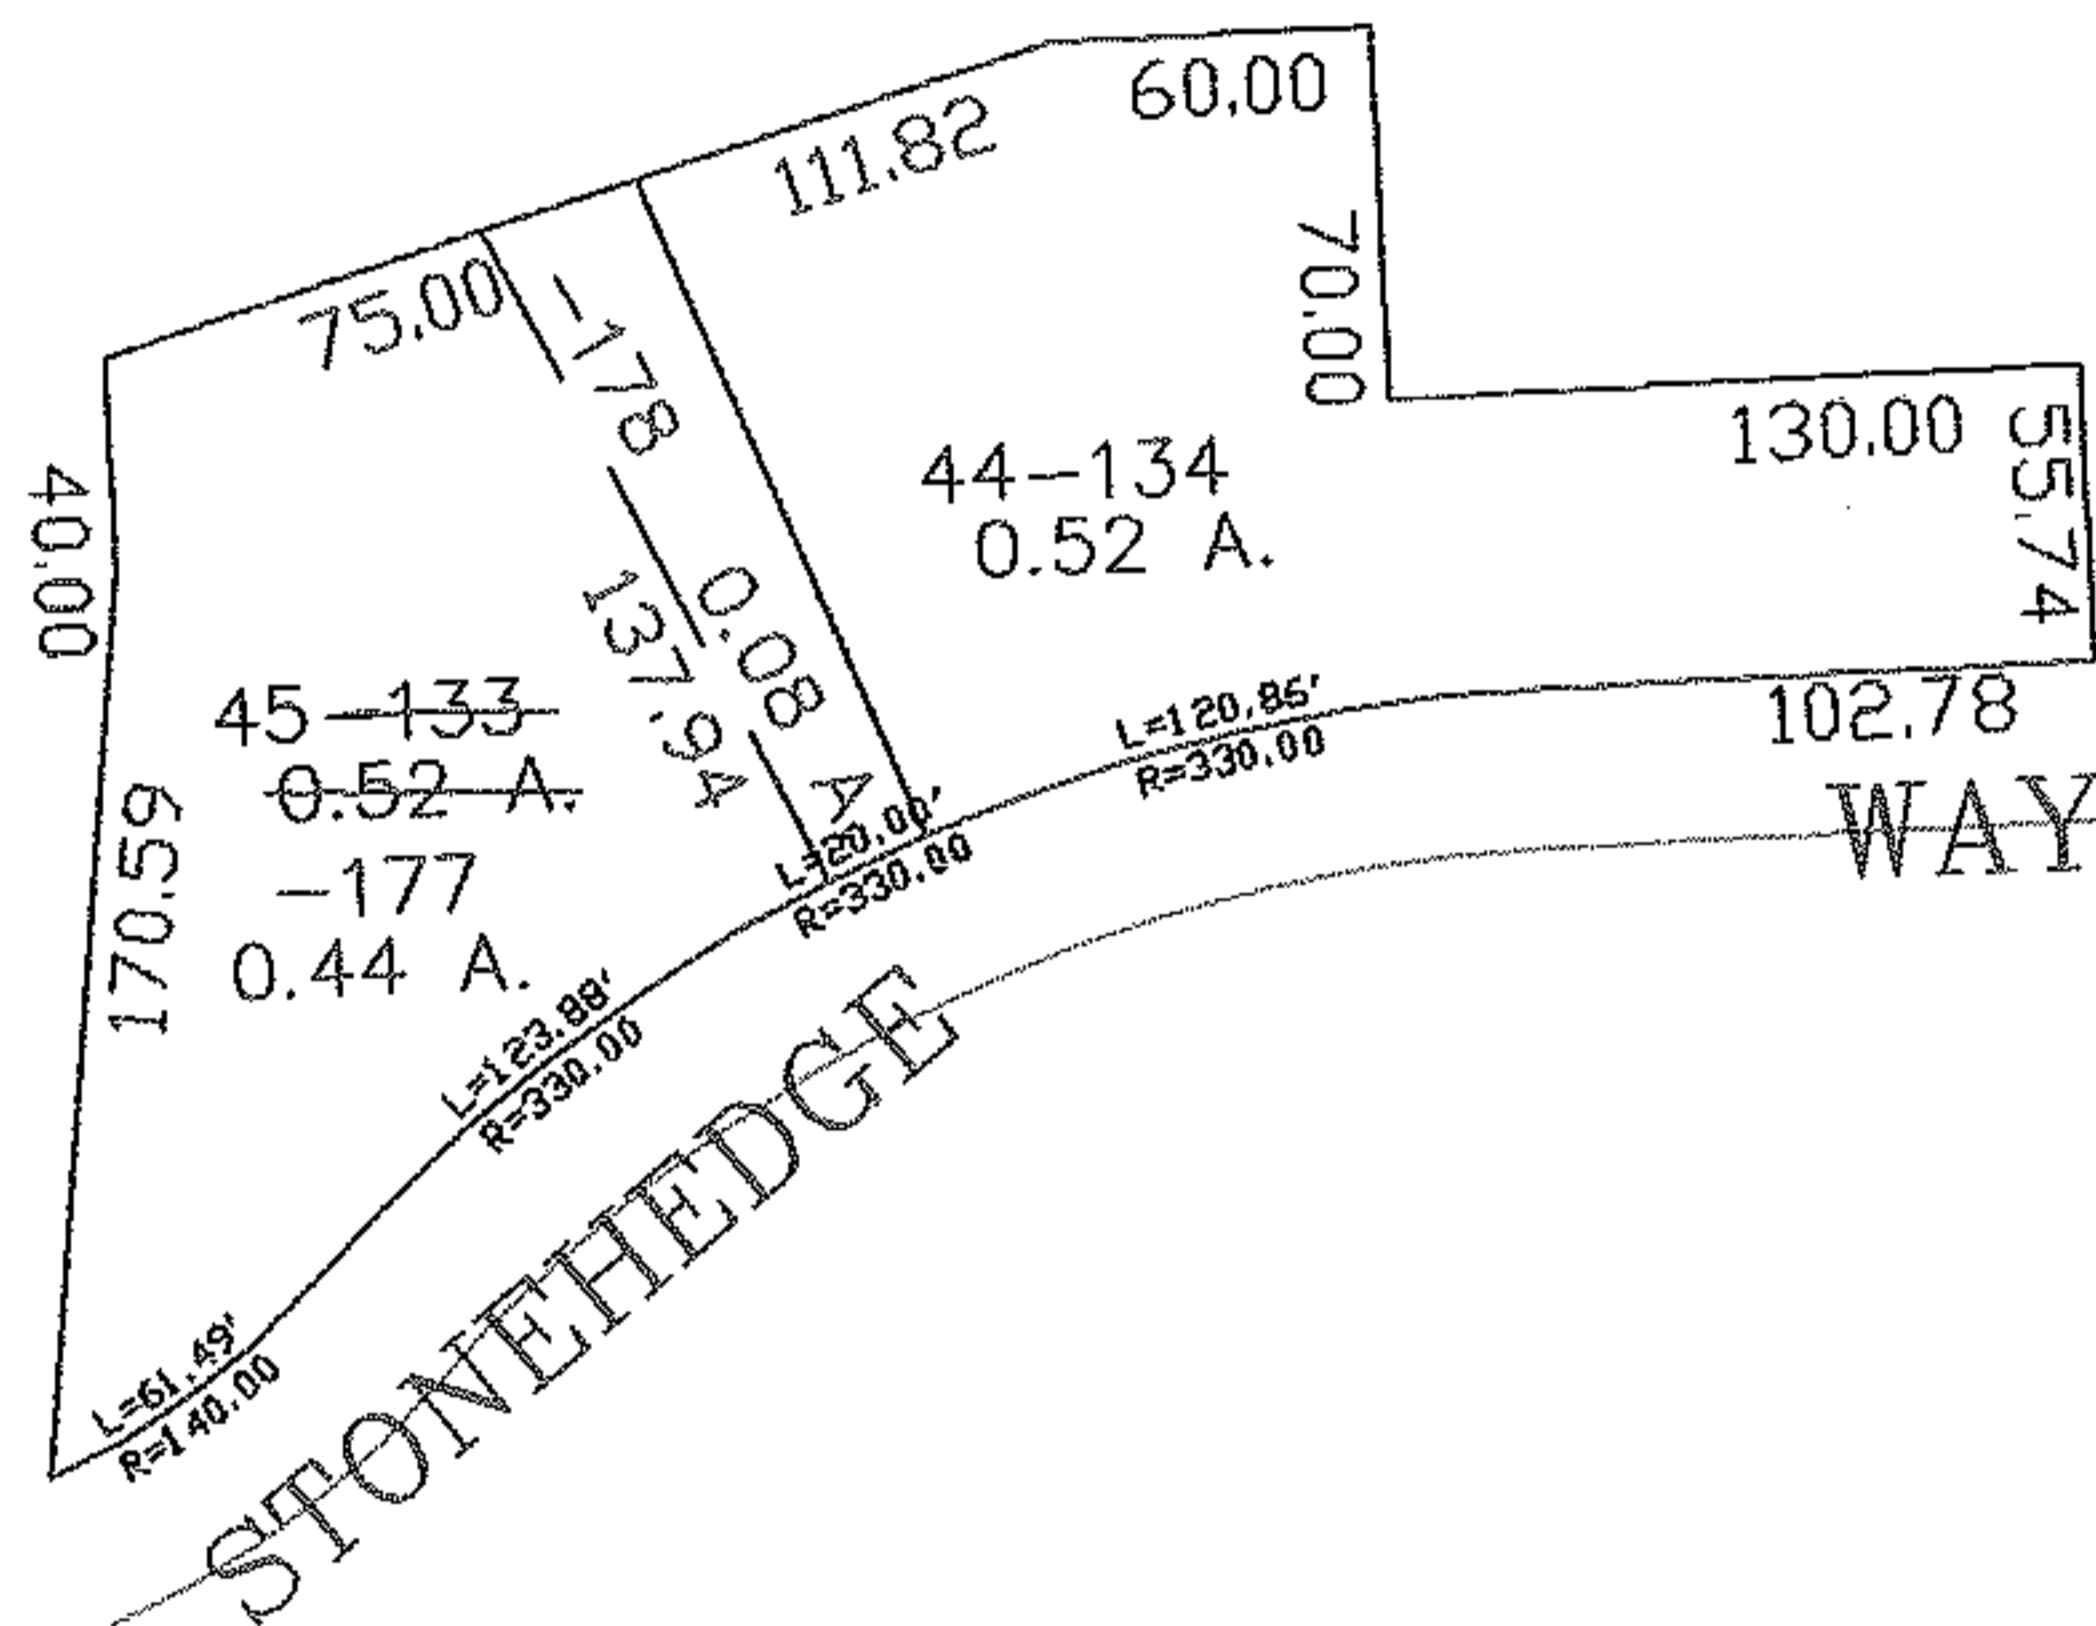 60.00
111.82
75.00
-178
70.00
130.00
55.74
44-134
0.52 A.
40.00
0.08 A.
137.94
45-133
0.52 A.
-177
0.44 A.
170.59
L=120.85'
R=330.00
102.78
L=20.00'
R=330.00
L=123.88'
R=330.00
L=61.49'
R=140.00
STONEHEDGE WAY